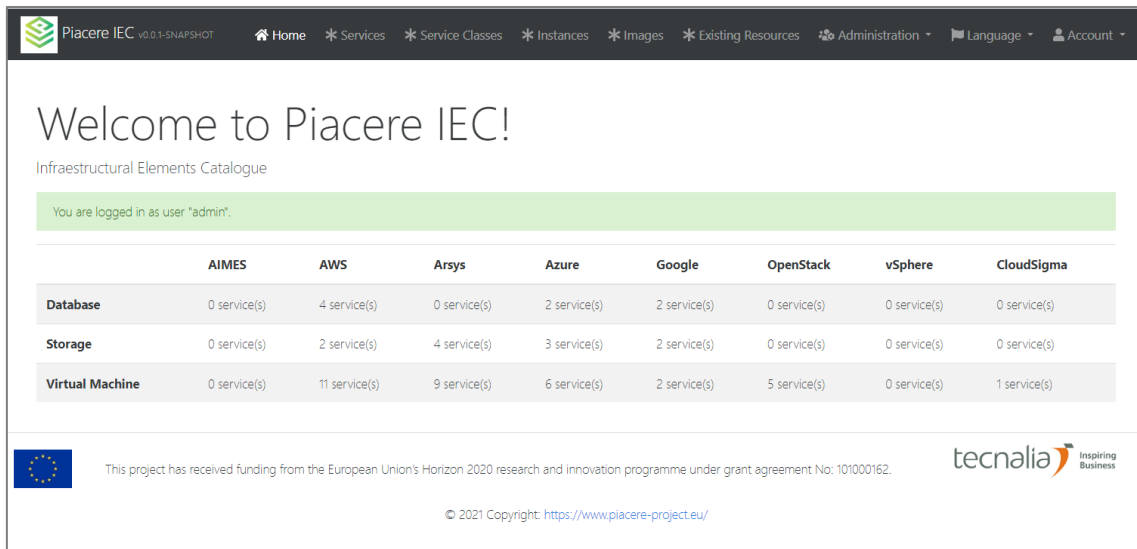 Piacere IEC v0.0.1-SNAPSHOT Home Services Service Classes Instances Images Existing Resources Administration Language Account
Welcome to Piacere IEC!
Infraestructural Elements Catalogue
You are logged in as user "admin".
AIMES AWS Arsys Azure Google OpenStack vSphere CloudSigma
Database 0 service(s) 4 service(s) 0 service(s) 2 service(s) 2 service(s) 0 service(s) 0 service(s) 0 service(s)
Storage 0 service(s) 2 service(s) 4 service(s) 3 service(s) 2 service(s) 0 service(s) 0 service(s) 0 service(s)
Virtual Machine 0 service(s) 11 service(s) 9 service(s) 6 service(s) 2 service(s) 5 service(s) 0 service(s) 1 service(s)
This project has received funding from the European Union's Horizon 2020 research and innovation programme under grant agreement No: 101000162.
tecnalia Inspiring
Business
© 2021 Copyright: https://www.piacere-project.eu/